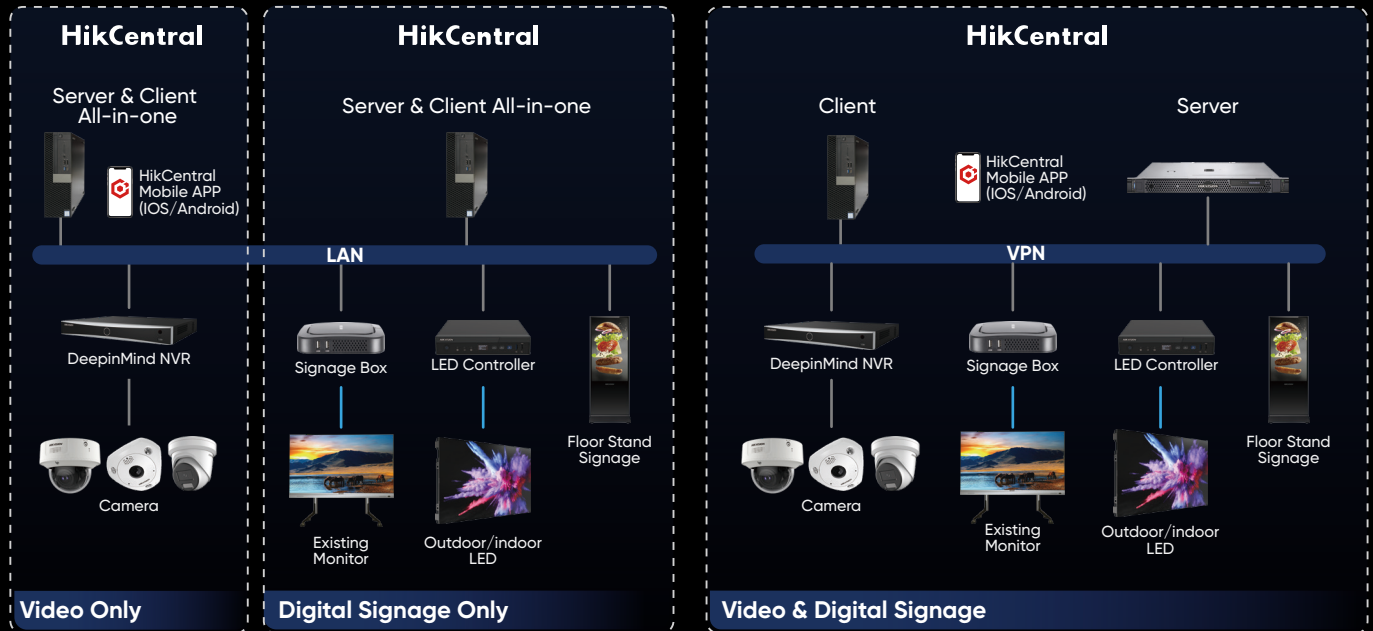 HikCentral
Server & Client
All-in-one
HikCentral
Mobile APP
(IOS/Android)
DeepinMind NVR
Camera
Video Only
HikCentral
Server & Client All-in-one
LAN
Signage Box
LED Controller
Floor Stand
Signage
Existing
Monitor
Outdoor/indoor
LED
Digital Signage Only
HikCentral
Client
Server
HikCentral
Mobile APP
(IOS/Android)
VPN
DeepinMind NVR
Signage Box
LED Controller
Floor Stand
Signage
Camera
Existing
Monitor
Outdoor/indoor
LED
Video & Digital Signage